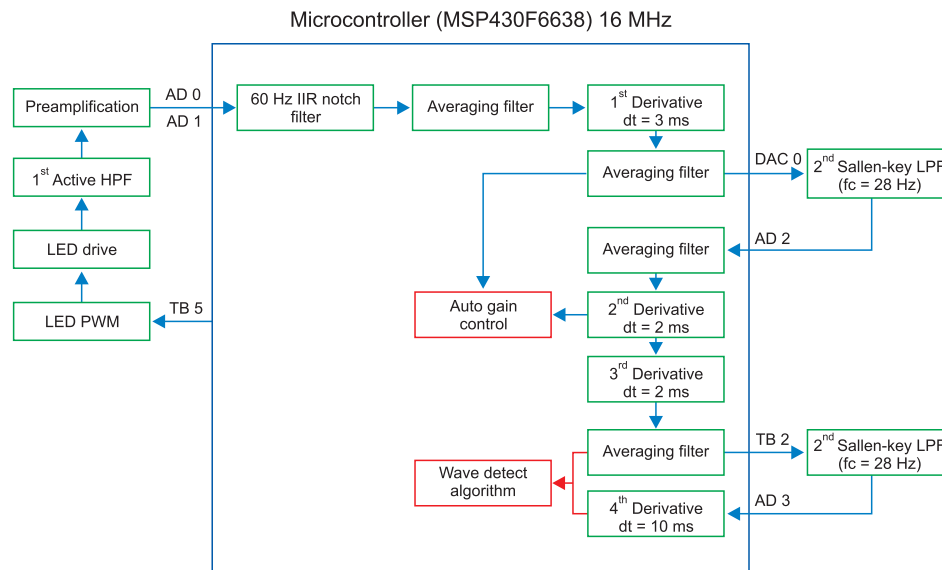 Microcontroller (MSP430F6638) 16 MHz
Preamplification
AD 0
AD 1
60 Hz IIR notch
filter
Averaging filter
1st Derivative
dt = 3 ms
1st Active HPF
Averaging filter
DAC 0
2nd Sallen-key LPF
(fc = 28 Hz)
LED drive
Averaging filter
AD 2
LED PWM
TB 5
Auto gain
control
2nd Derivative
dt = 2 ms
3rd Derivative
dt = 2 ms
Averaging filter
TB 2
2nd Sallen-key LPF
(fc = 28 Hz)
Wave detect
algorithm
4th Derivative
dt = 10 ms
AD 3